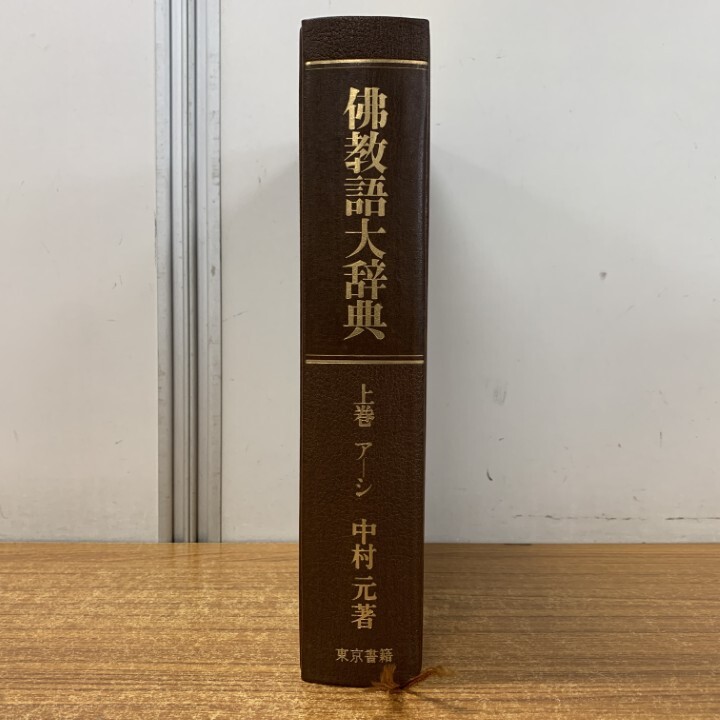 佛教語大辞典
上巻 ア―シ
中村元著
東京書籍